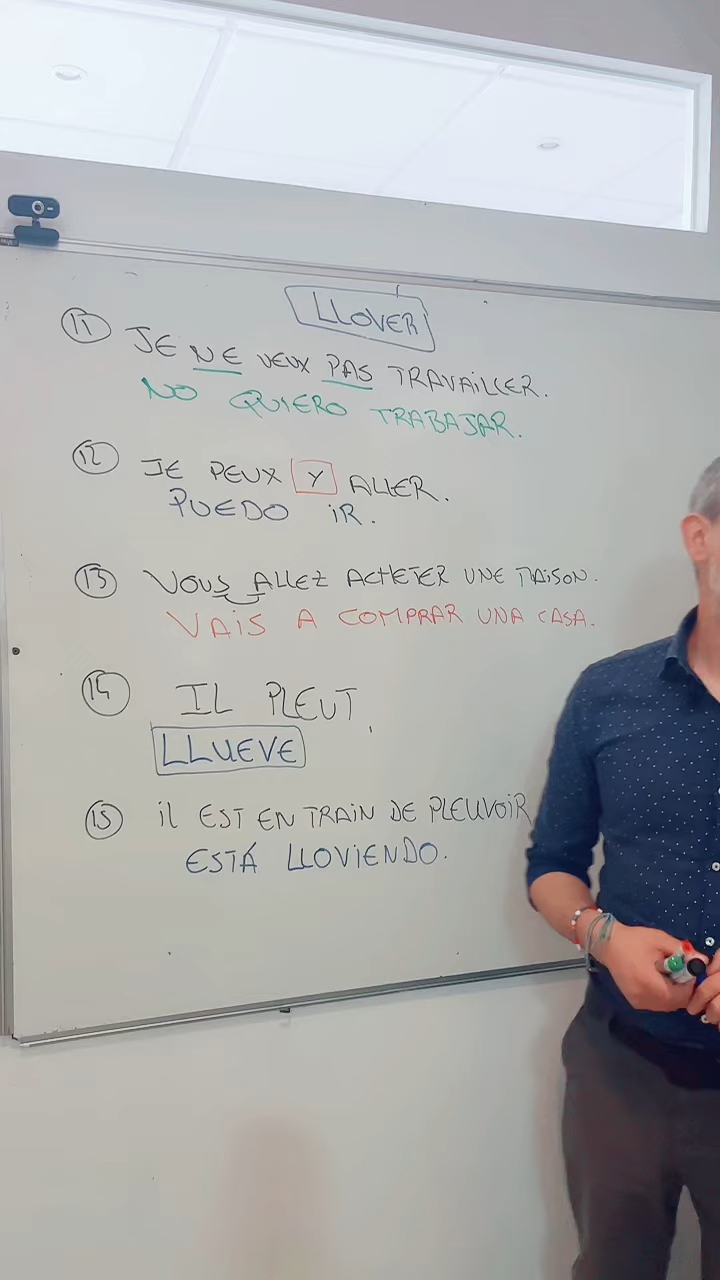 LLOVER
11 JE NE VEUX PAS TRAVAILLER.
NO QUIERO TRABAJAR.
12 JE PEUX Y ALLER.
PUEDO IR.
13 VOUS ALLEZ ACHETER UNE MAISON.
VAIS A COMPRAR UNA CASA.
14 IL PLEUT.
LLUEVE
15 iL EST EN TRAIN DE PLEUVOIR
ESTÁ LLOViENDO.